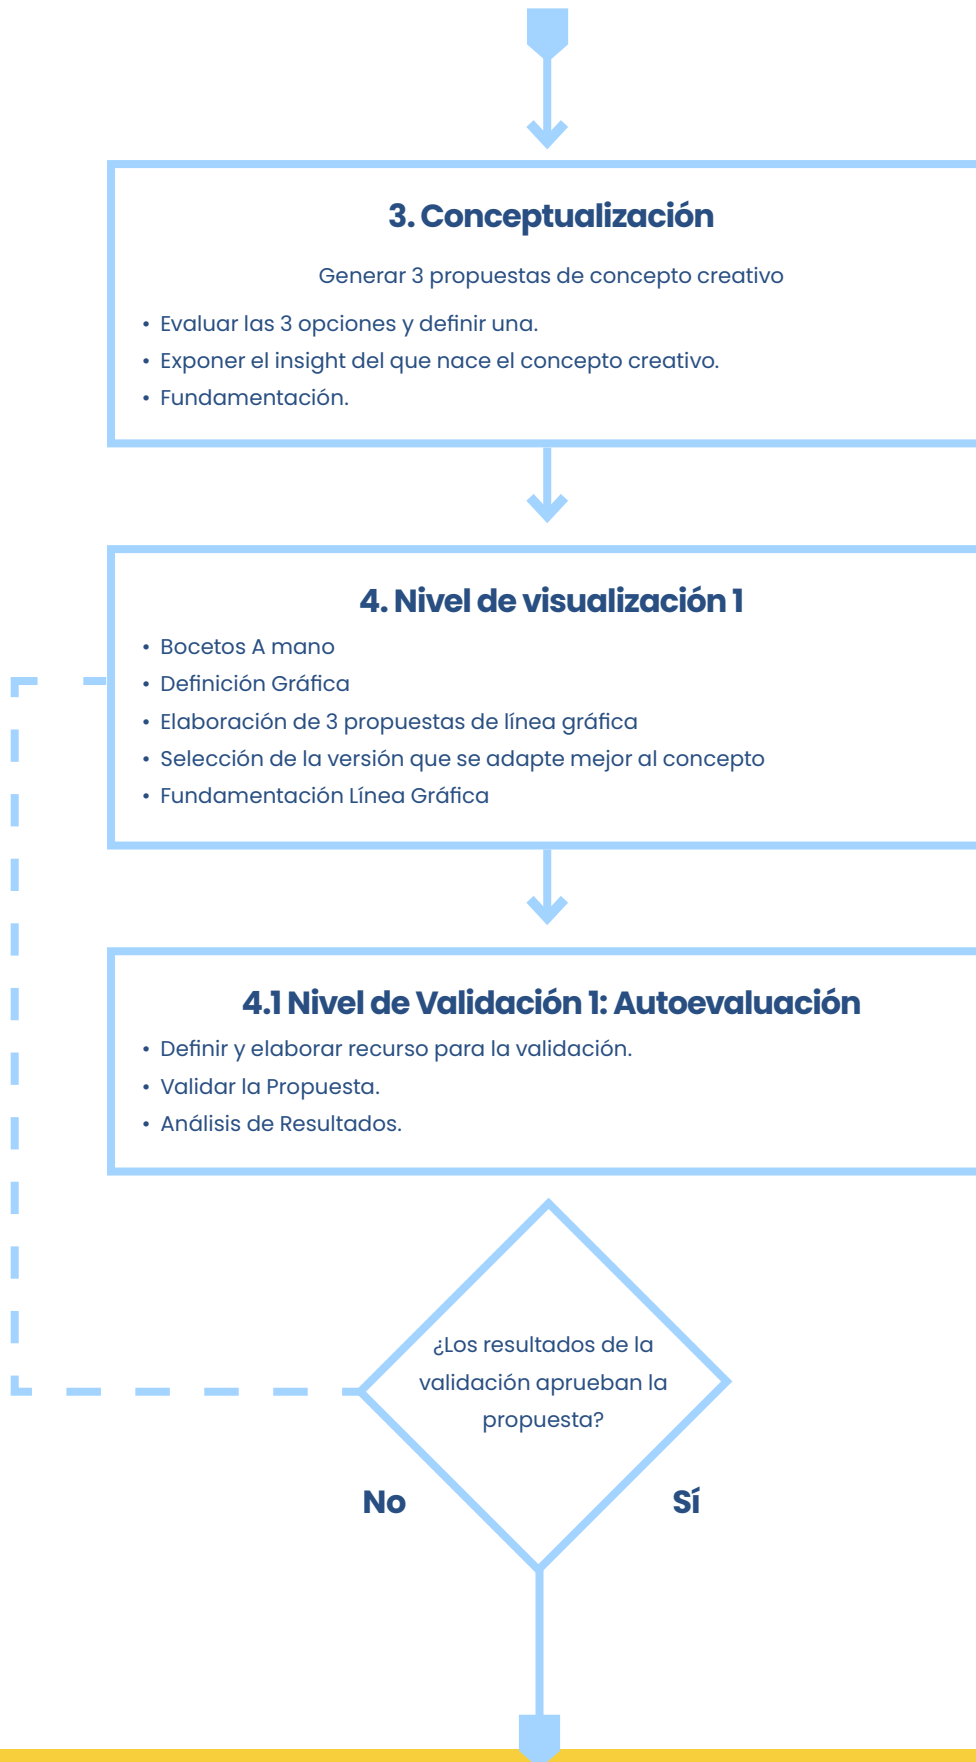 3. Conceptualización
Generar 3 propuestas de concepto creativo
• Evaluar las 3 opciones y definir una.
• Exponer el insight del que nace el concepto creativo.
• Fundamentación.
4. Nivel de visualización 1
• Bocetos A mano
• Definición Gráfica
• Elaboración de 3 propuestas de línea gráfica
• Selección de la versión que se adapte mejor al concepto
• Fundamentación Línea Gráfica
4.1 Nivel de Validación 1: Autoevaluación
• Definir y elaborar recurso para la validación.
• Validar la Propuesta.
• Análisis de Resultados.
¿Los resultados de la
validación aprueban la
propuesta?
No
Sí